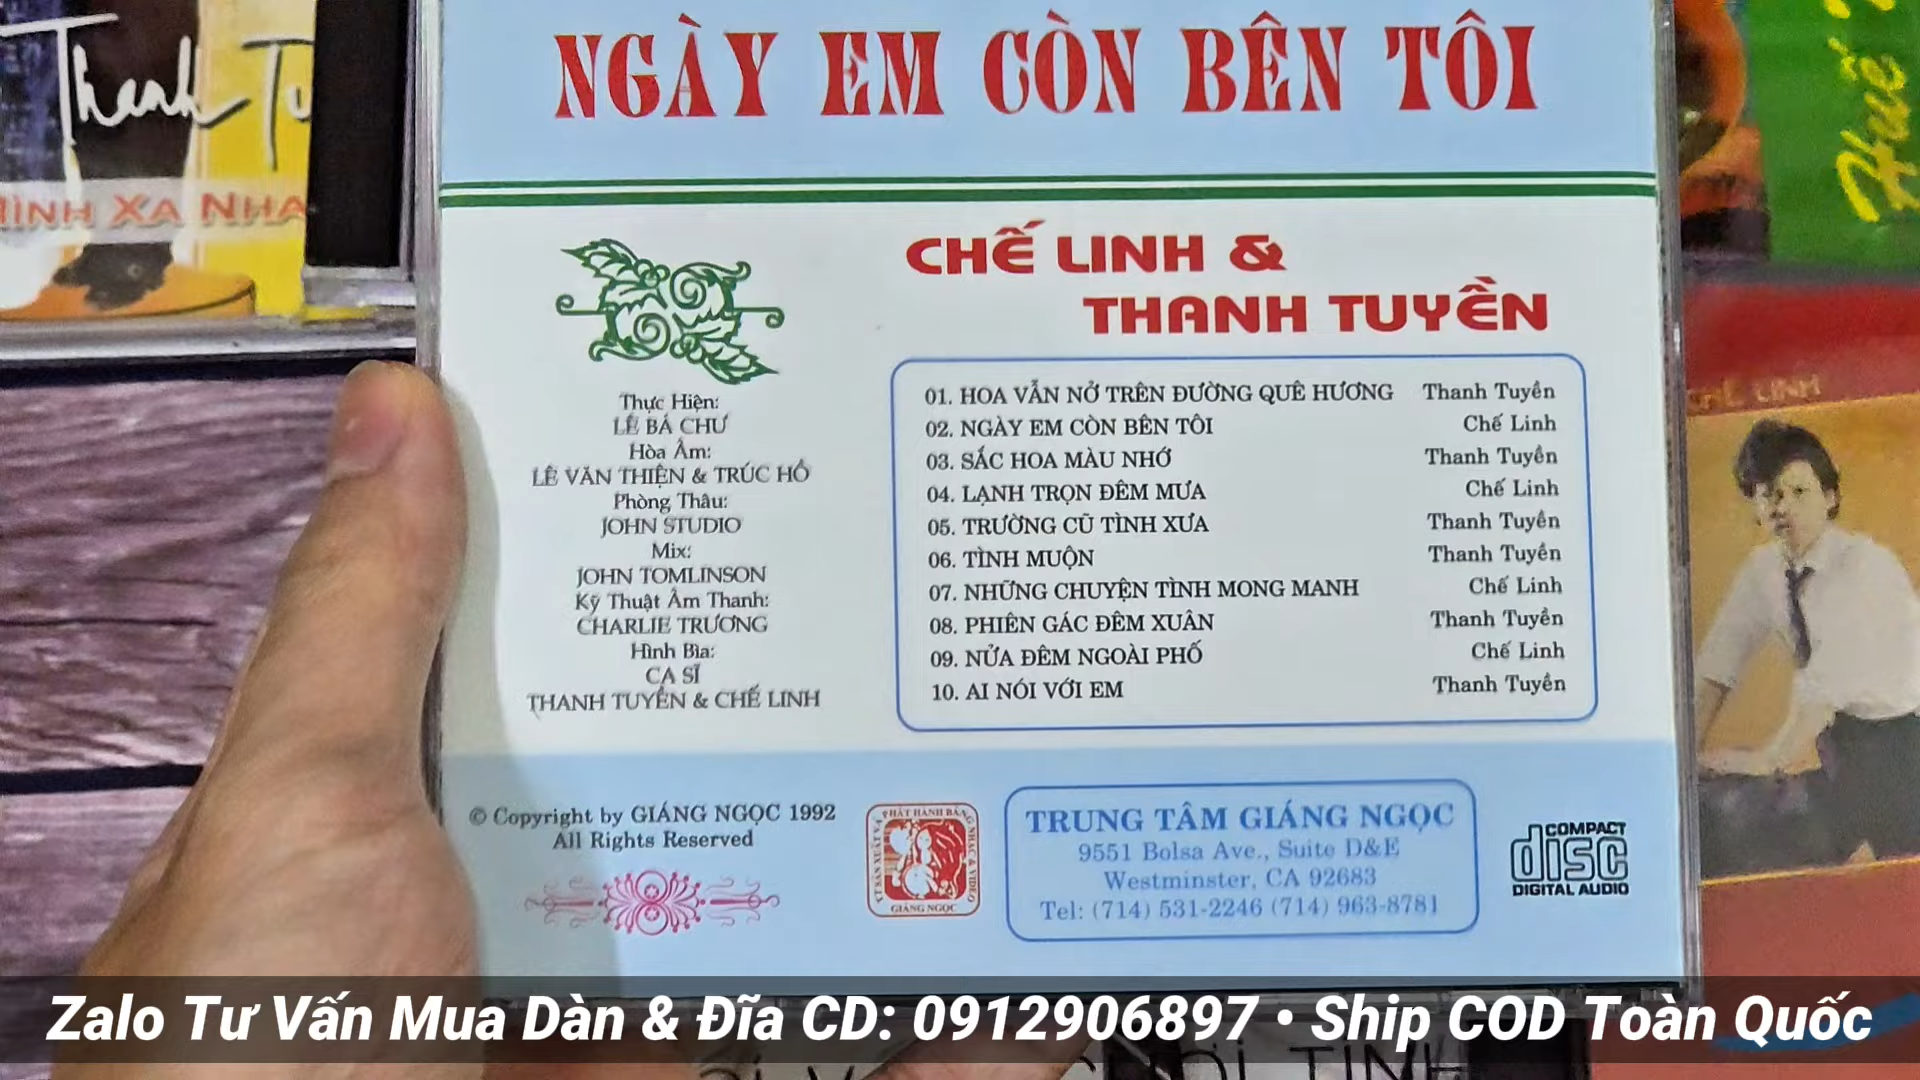 Thanh Tu
MÌNH XA NHA
Huế
CHẾ LINH
NGÀY EM CÒN BÊN TÔI
CHẾ LINH &
THANH TUYỀN
Thực Hiện:
LÊ BÁ CHƯ
Hòa Âm:
LÊ VĂN THIỆN & TRÚC HỒ
Phòng Thâu:
JOHN STUDIO
Mix:
JOHN TOMLINSON
Kỹ Thuật Âm Thanh:
CHARLIE TRƯƠNG
Hình Bìa:
CA SĨ
THANH TUYỀN & CHẾ LINH
01. HOA VẪN NỞ TRÊN ĐƯỜNG QUÊ HƯƠNG Thanh Tuyền
02. NGÀY EM CÒN BÊN TÔI Chế Linh
03. SẮC HOA MÀU NHỚ Thanh Tuyền
04. LẠNH TRỌN ĐÊM MƯA Chế Linh
05. TRƯỜNG CŨ TÌNH XƯA Thanh Tuyền
06. TÌNH MUỘN Thanh Tuyền
07. NHỮNG CHUYỆN TÌNH MONG MANH Chế Linh
08. PHIÊN GÁC ĐÊM XUÂN Thanh Tuyền
09. NỬA ĐÊM NGOÀI PHỐ Chế Linh
10. AI NÓI VỚI EM Thanh Tuyền
© Copyright by GIÁNG NGỌC 1992
All Rights Reserved
GIÁNG NGỌC
TRUNG TÂM GIÁNG NGỌC
9551 Bolsa Ave., Suite D&E
Westminster, CA 92683
Tel: (714) 531-2246 (714) 963-8781
COMPACT
disc
DIGITAL AUDIO
Zalo Tư Vấn Mua Dàn & Đĩa CD: 0912906897 • Ship COD Toàn Quốc